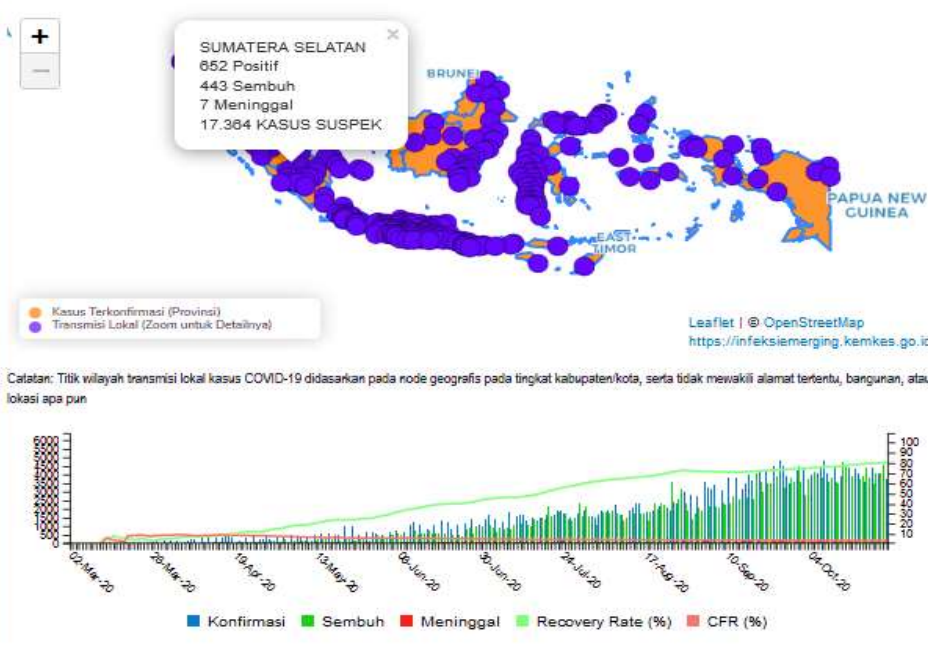 +
−
×
SUMATERA SELATAN
652 Positif
443 Sembuh
7 Meninggal
17.364 KASUS SUSPEK
BRUNEI
PAPUA NEW
GUINEA
EAST
TIMOR
Kasus Terkonfirmasi (Provinsi)
Transmisi Lokal (Zoom untuk Detailnya)
Leaflet | © OpenStreetMap
https://infeksiemerging.kemkes.go.id
Catatan: Titik wilayah transmisi lokal kasus COVID-19 didasarkan pada node geografis pada tingkat kabupaten/kota, serta tidak mewakili alamat tertentu, bangunan, atau
lokasi apa pun
6000
500
0
100
90
80
70
60
50
40
30
20
10
02-Mar-20
26-Mar-20
19-Apr-20
13-May-20
06-Jun-20
30-Jun-20
24-Jul-20
17-Aug-20
10-Sep-20
04-Oct-20
Konfirmasi Sembuh Meninggal Recovery Rate (%) CFR (%)